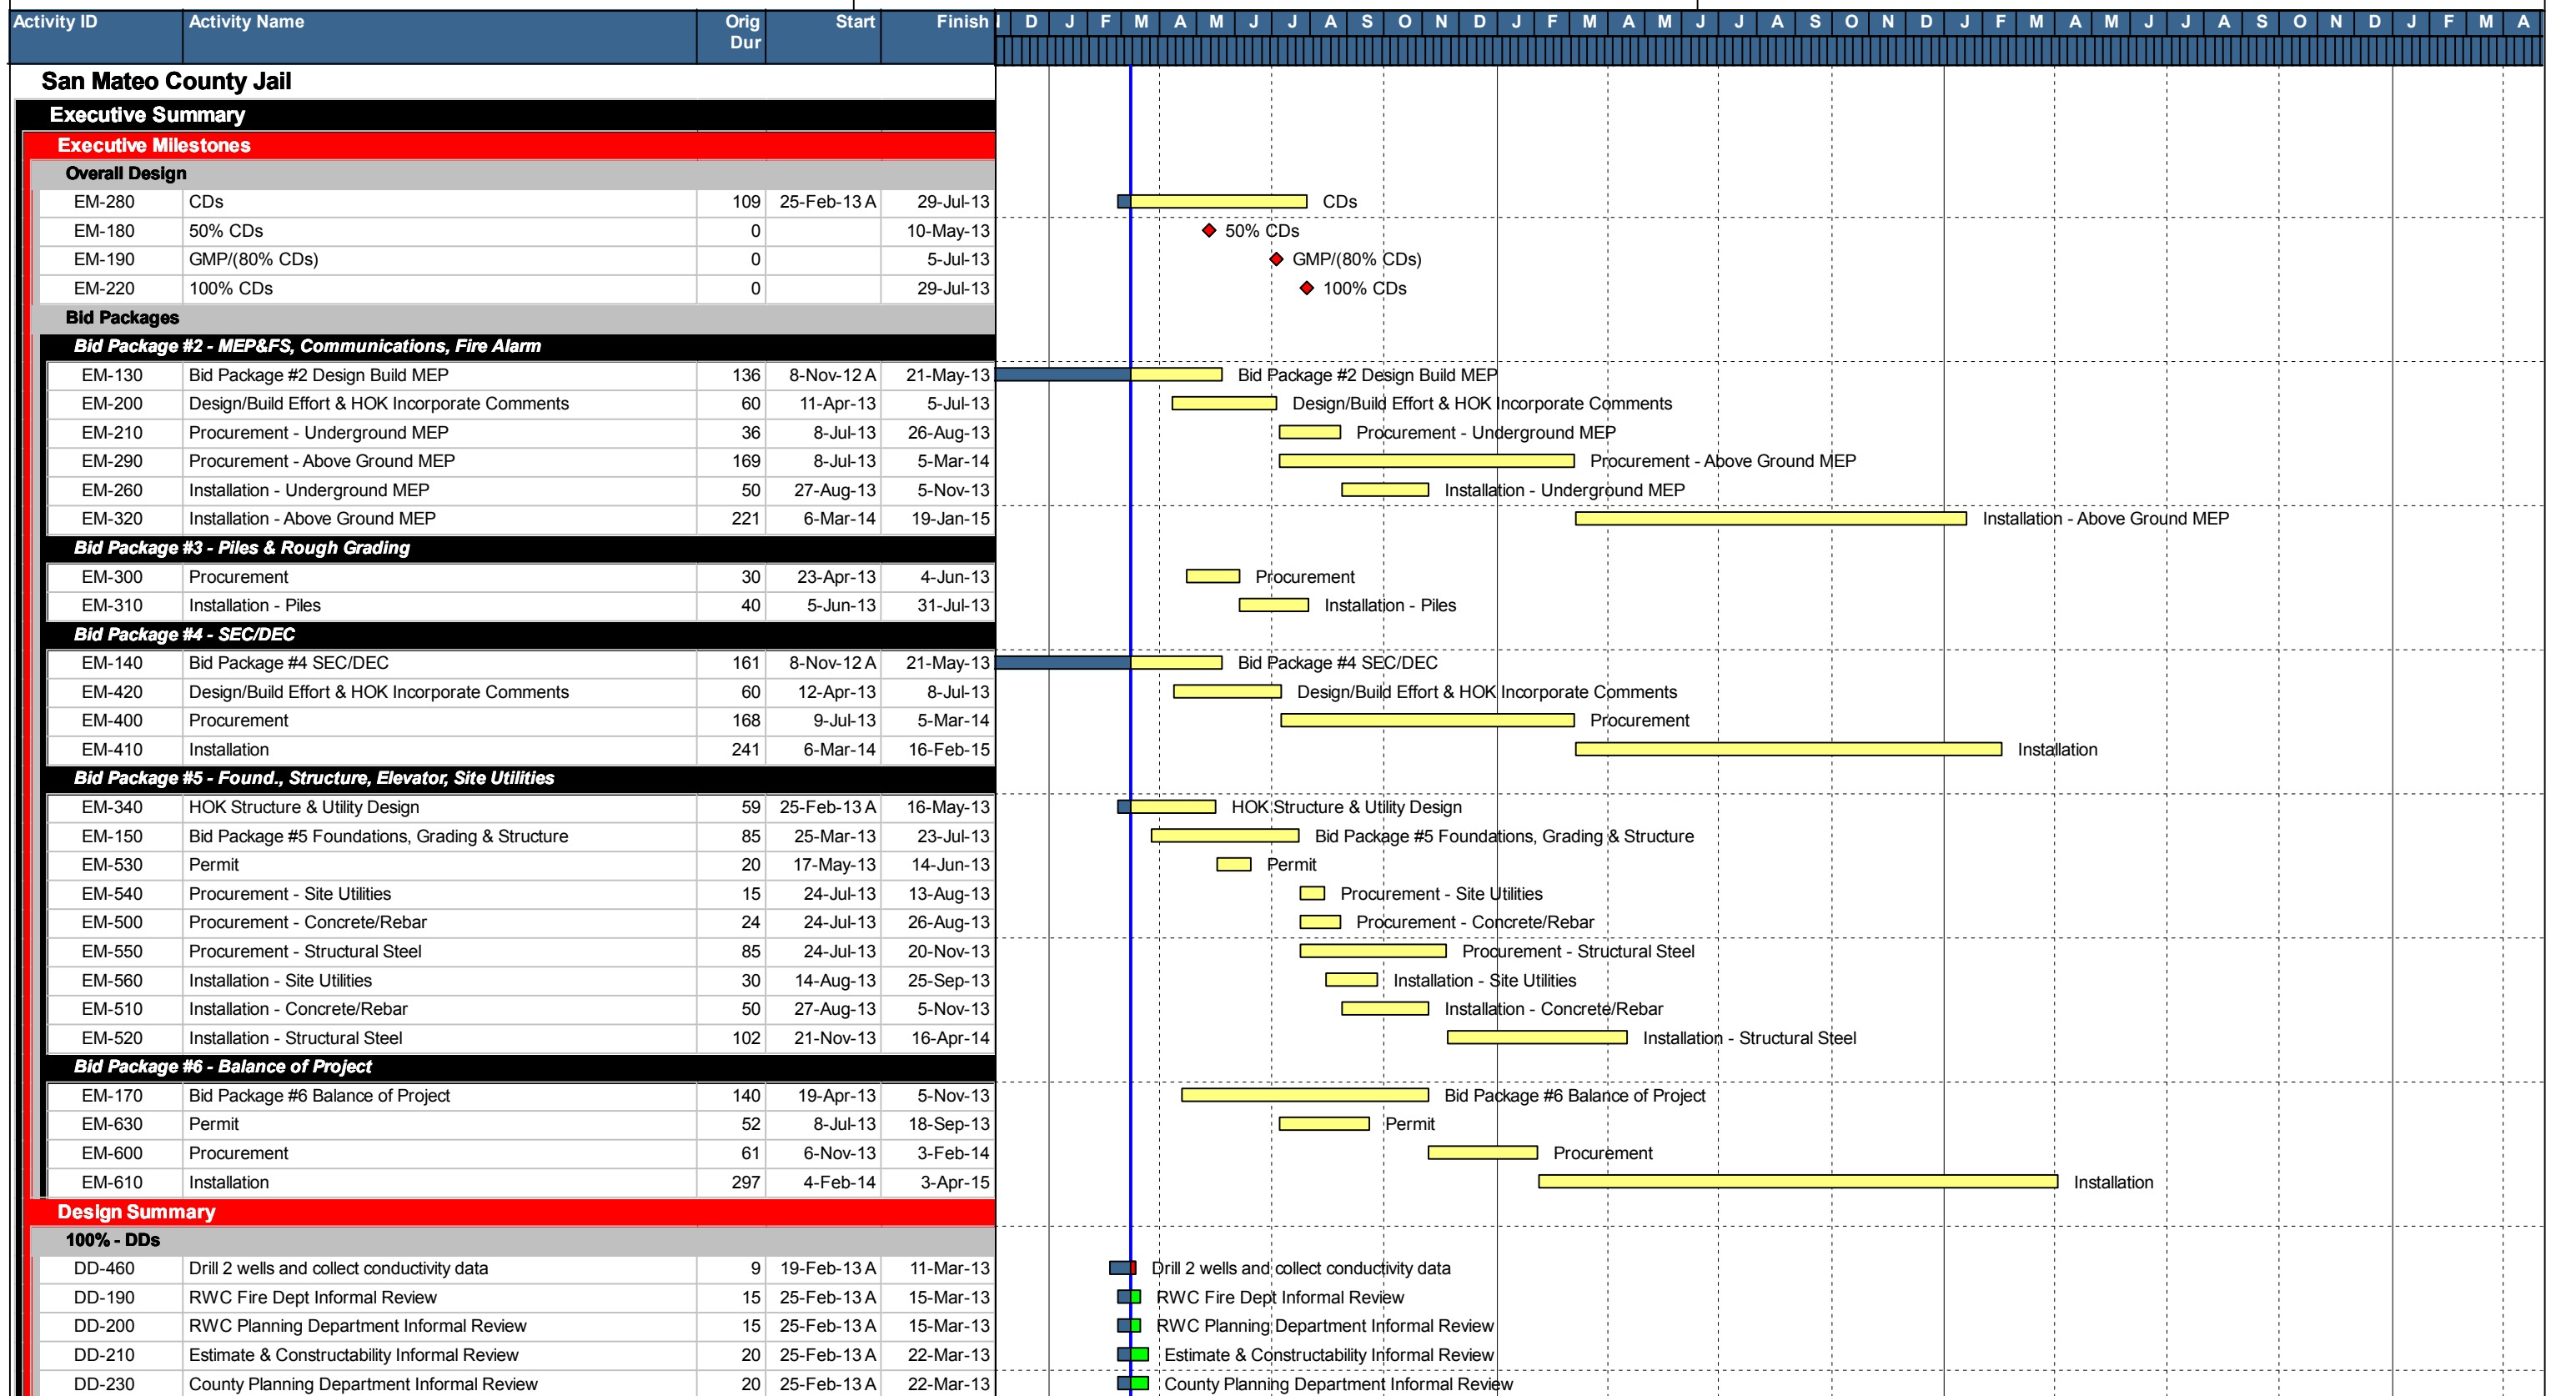 Activity ID Activity Name Orig Dur Start Finish N D J F M A M J J A S O N D J F M A M J J A S O N D J F M A M J J A S O N D J F M A
San Mateo County Jail
Executive Summary
Executive Milestones
Overall Design
EM-280 CDs 109 25-Feb-13 A 29-Jul-13 CDs
EM-180 50% CDs 0 10-May-13 50% CDs
EM-190 GMP/(80% CDs) 0 5-Jul-13 GMP/(80% CDs)
EM-220 100% CDs 0 29-Jul-13 100% CDs
Bid Packages
Bid Package #2 - MEP&FS, Communications, Fire Alarm
EM-130 Bid Package #2 Design Build MEP 136 8-Nov-12 A 21-May-13 Bid Package #2 Design Build MEP
EM-200 Design/Build Effort & HOK Incorporate Comments 60 11-Apr-13 5-Jul-13 Design/Build Effort & HOK Incorporate Comments
EM-210 Procurement - Underground MEP 36 8-Jul-13 26-Aug-13 Procurement - Underground MEP
EM-290 Procurement - Above Ground MEP 169 8-Jul-13 5-Mar-14 Procurement - Above Ground MEP
EM-260 Installation - Underground MEP 50 27-Aug-13 5-Nov-13 Installation - Underground MEP
EM-320 Installation - Above Ground MEP 221 6-Mar-14 19-Jan-15 Installation - Above Ground MEP
Bid Package #3 - Piles & Rough Grading
EM-300 Procurement 30 23-Apr-13 4-Jun-13 Procurement
EM-310 Installation - Piles 40 5-Jun-13 31-Jul-13 Installation - Piles
Bid Package #4 - SEC/DEC
EM-140 Bid Package #4 SEC/DEC 161 8-Nov-12 A 21-May-13 Bid Package #4 SEC/DEC
EM-420 Design/Build Effort & HOK Incorporate Comments 60 12-Apr-13 8-Jul-13 Design/Build Effort & HOK Incorporate Comments
EM-400 Procurement 168 9-Jul-13 5-Mar-14 Procurement
EM-410 Installation 241 6-Mar-14 16-Feb-15 Installation
Bid Package #5 - Found., Structure, Elevator, Site Utilities
EM-340 HOK Structure & Utility Design 59 25-Feb-13 A 16-May-13 HOK Structure & Utility Design
EM-150 Bid Package #5 Foundations, Grading & Structure 85 25-Mar-13 23-Jul-13 Bid Package #5 Foundations, Grading & Structure
EM-530 Permit 20 17-May-13 14-Jun-13 Permit
EM-540 Procurement - Site Utilities 15 24-Jul-13 13-Aug-13 Procurement - Site Utilities
EM-500 Procurement - Concrete/Rebar 24 24-Jul-13 26-Aug-13 Procurement - Concrete/Rebar
EM-550 Procurement - Structural Steel 85 24-Jul-13 20-Nov-13 Procurement - Structural Steel
EM-560 Installation - Site Utilities 30 14-Aug-13 25-Sep-13 Installation - Site Utilities
EM-510 Installation - Concrete/Rebar 50 27-Aug-13 5-Nov-13 Installation - Concrete/Rebar
EM-520 Installation - Structural Steel 102 21-Nov-13 16-Apr-14 Installation - Structural Steel
Bid Package #6 - Balance of Project
EM-170 Bid Package #6 Balance of Project 140 19-Apr-13 5-Nov-13 Bid Package #6 Balance of Project
EM-630 Permit 52 8-Jul-13 18-Sep-13 Permit
EM-600 Procurement 61 6-Nov-13 3-Feb-14 Procurement
EM-610 Installation 297 4-Feb-14 3-Apr-15 Installation
Design Summary
100% - DDs
DD-460 Drill 2 wells and collect conductivity data 9 19-Feb-13 A 11-Mar-13 Drill 2 wells and collect conductivity data
DD-190 RWC Fire Dept Informal Review 15 25-Feb-13 A 15-Mar-13 RWC Fire Dept Informal Review
DD-200 RWC Planning Department Informal Review 15 25-Feb-13 A 15-Mar-13 RWC Planning Department Informal Review
DD-210 Estimate & Constructability Informal Review 20 25-Feb-13 A 22-Mar-13 Estimate & Constructability Informal Review
DD-230 County Planning Department Informal Review 20 25-Feb-13 A 22-Mar-13 County Planning Department Informal Review